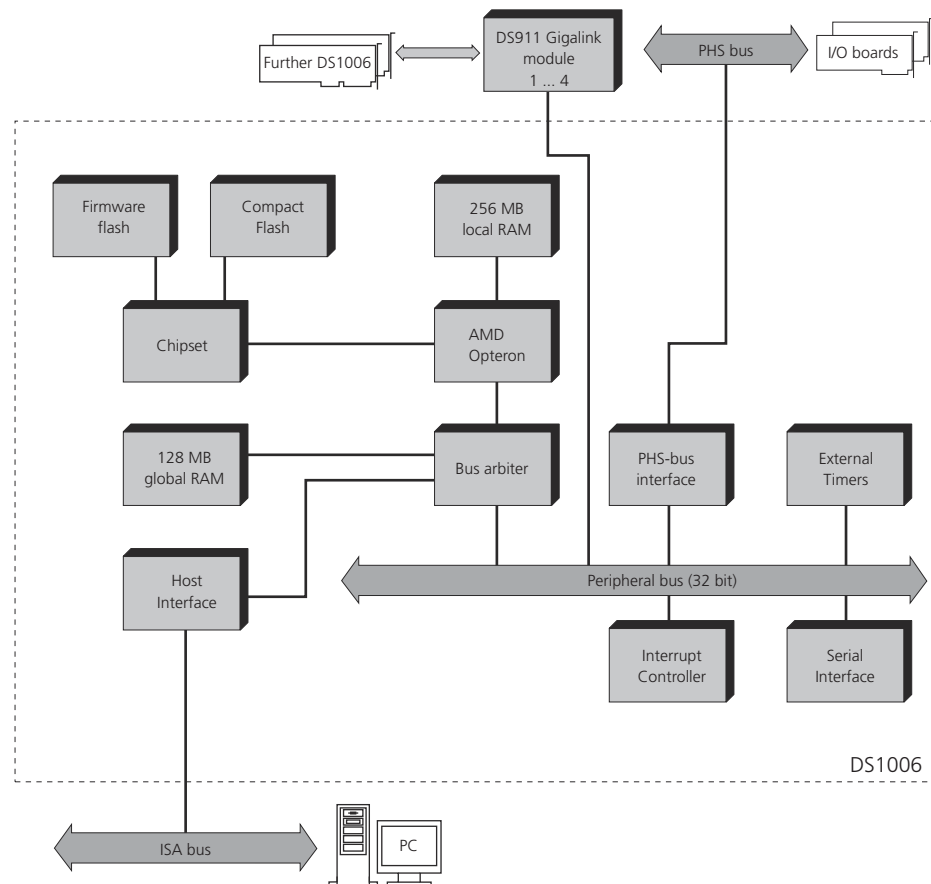 DS911 Gigalink
module
1 ... 4
Further DS1006
PHS bus
I/O boards
Firmware
flash
Compact
Flash
256 MB
local RAM
Chipset
AMD
Opteron
128 MB
global RAM
Bus arbiter
PHS-bus
interface
External
Timers
Host
Interface
Peripheral bus (32 bit)
Interrupt
Controller
Serial
Interface
DS1006
ISA bus
PC